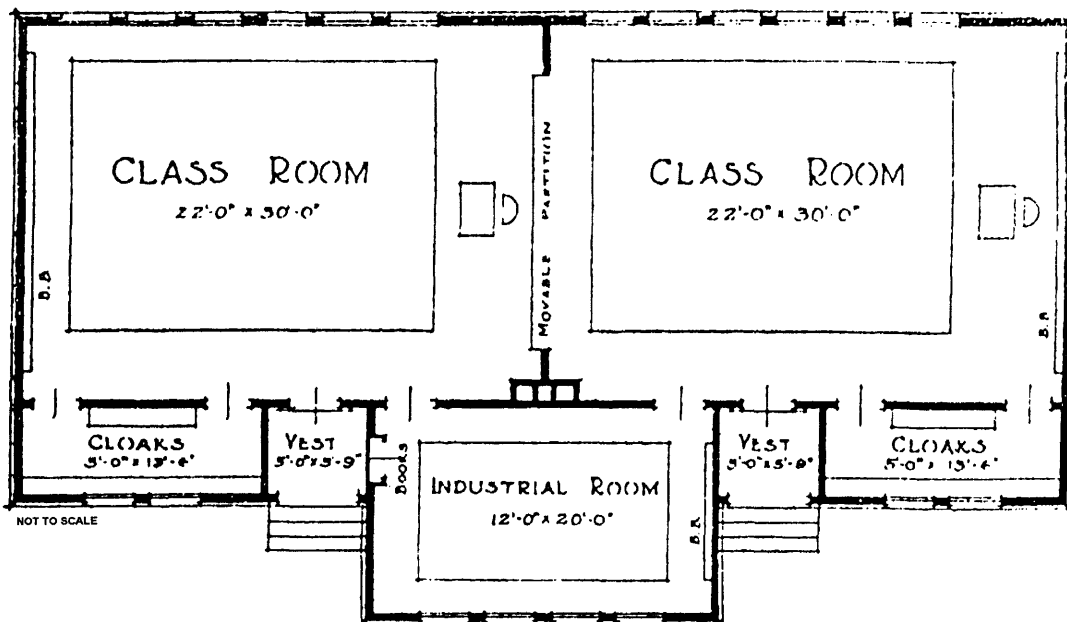 CLASS ROOM
22'-0" x 30'-0"
CLASS ROOM
22'-0" x 30'-0"
MOVABLE PARTITION
B.B
B.B
CLOAKS
5'-0" x 13'-4"
VEST
5'-0" x 5'-9"
BOOKS
INDUSTRIAL ROOM
12'-0" x 20'-0"
B.B
VEST
5'-0" x 5'-9"
CLOAKS
5'-0" x 13'-4"
NOT TO SCALE